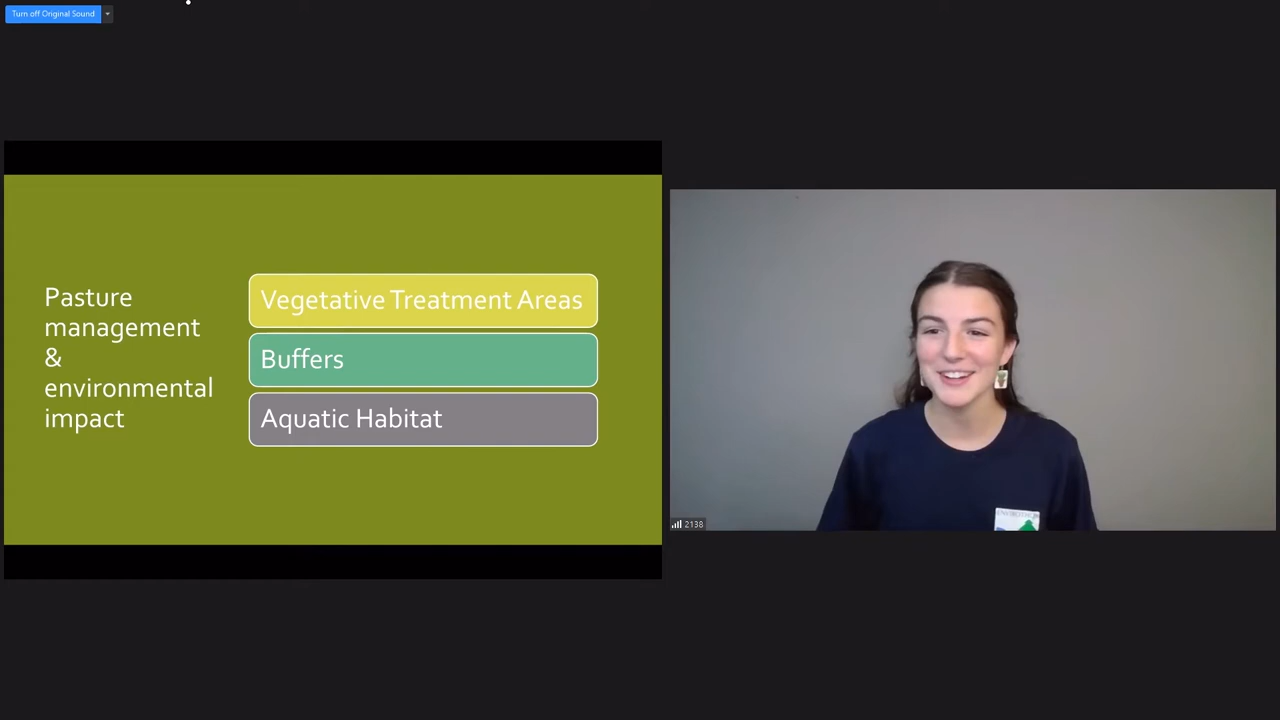 Turn off Original Sound
Pasture
management
&
environmental
impact
Vegetative Treatment Areas
Buffers
Aquatic Habitat
2138